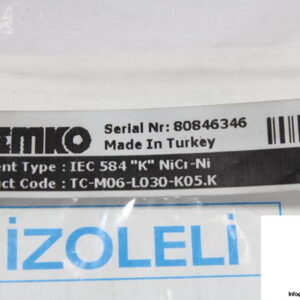 EMKO
Serial Nr: 80846346
Made In Turkey
ent Type : IEC 584 "K" NiCr-Ni
uct Code : TC-M06-L030-K05.K
İZOLELİ